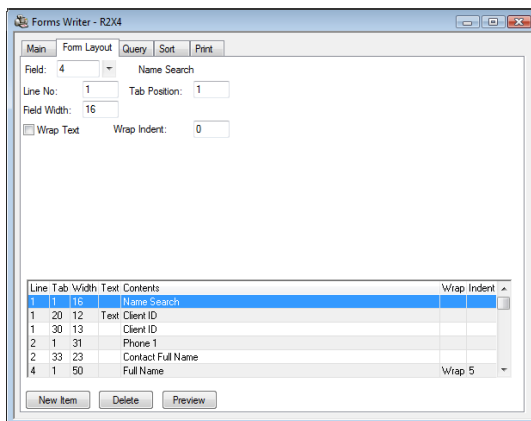 Forms Writer - R2X4
Main Form Layout Query Sort Print
Field: 4 Name Search
Line No: 1 Tab Position: 1
Field Width: 16
Wrap Text Wrap Indent: 0
Line Tab Width Text Contents Wrap Indent
1 1 16 Name Search
1 20 12 Text Client ID
1 30 13 Client ID
2 1 31 Phone 1
2 33 23 Contact Full Name
4 1 50 Full Name Wrap 5
New Item Delete Preview